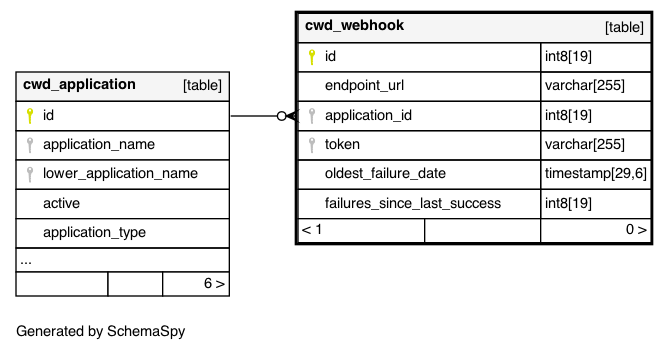 cwd_webhook [table]
id int8[19]
endpoint_url varchar[255]
application_id int8[19]
token varchar[255]
oldest_failure_date timestamp[29,6]
failures_since_last_success int8[19]
< 1 0 >
cwd_application [table]
id
application_name
lower_application_name
active
application_type
...
6 >
Generated by SchemaSpy